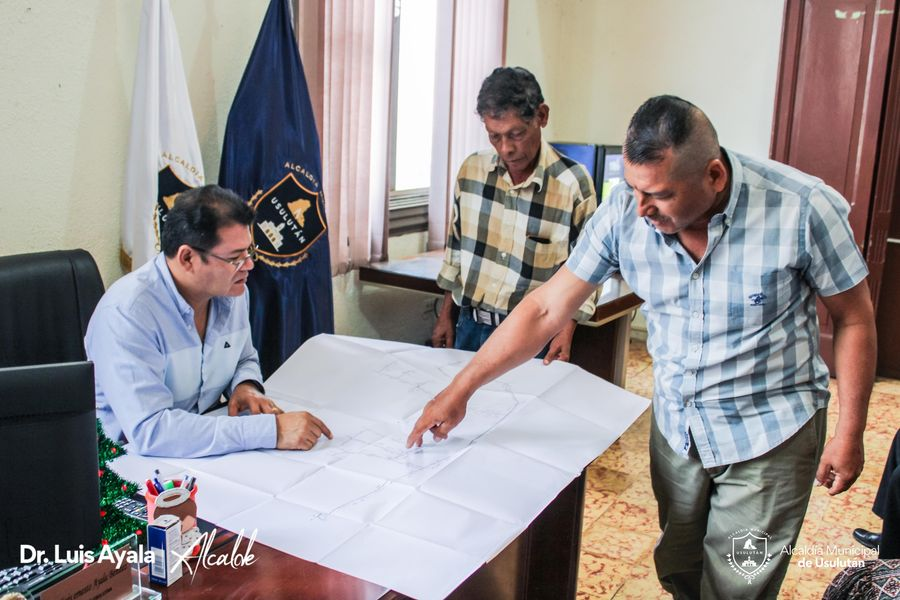 ALCALDÍA
ALCALDÍA
USULUTÁN
Dr. Luis Ayala
Alcalde
Alcaldía Municipal
de Usulután